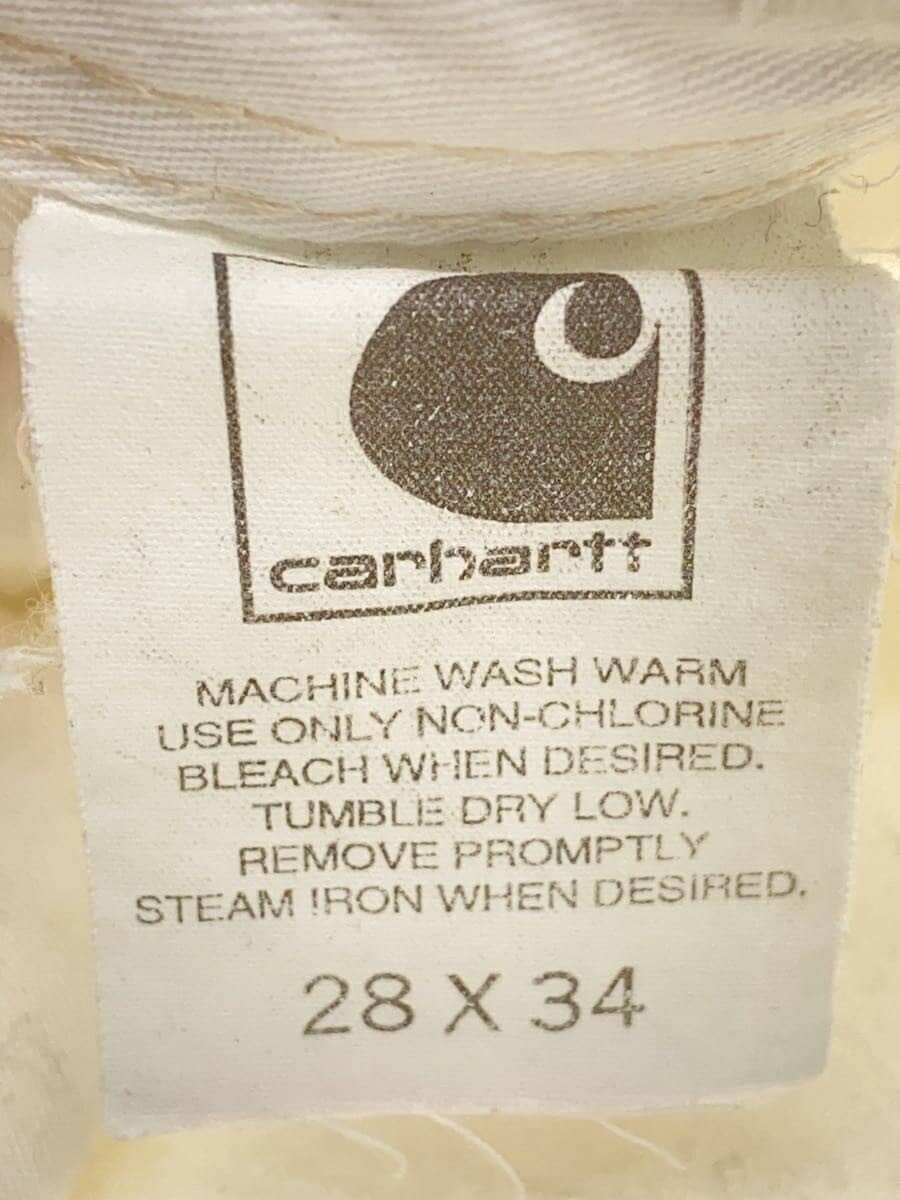 carhartt
MACHINE WASH WARM
USE ONLY NON-CHLORINE
BLEACH WHEN DESIRED.
TUMBLE DRY LOW.
REMOVE PROMPTLY
STEAM IRON WHEN DESIRED.
28 X 34